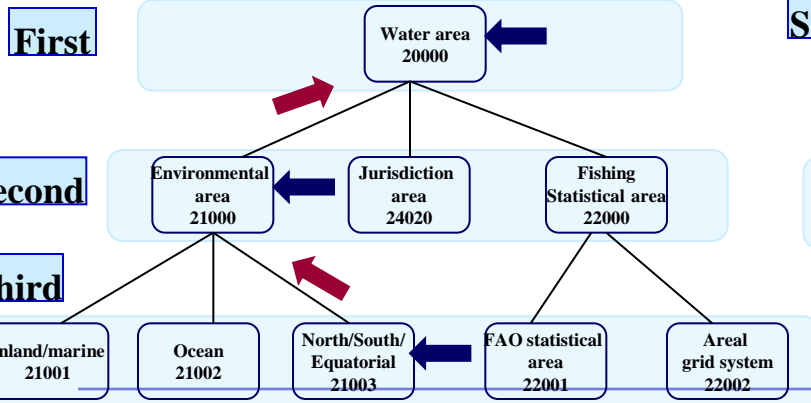 First
S
Water area
20000
econd
Environmental
area
21000
Jurisdiction
area
24020
Fishing
Statistical area
22000
hird
nland/marine
21001
Ocean
21002
North/South/
Equatorial
21003
FAO statistical
area
22001
Areal
grid system
22002